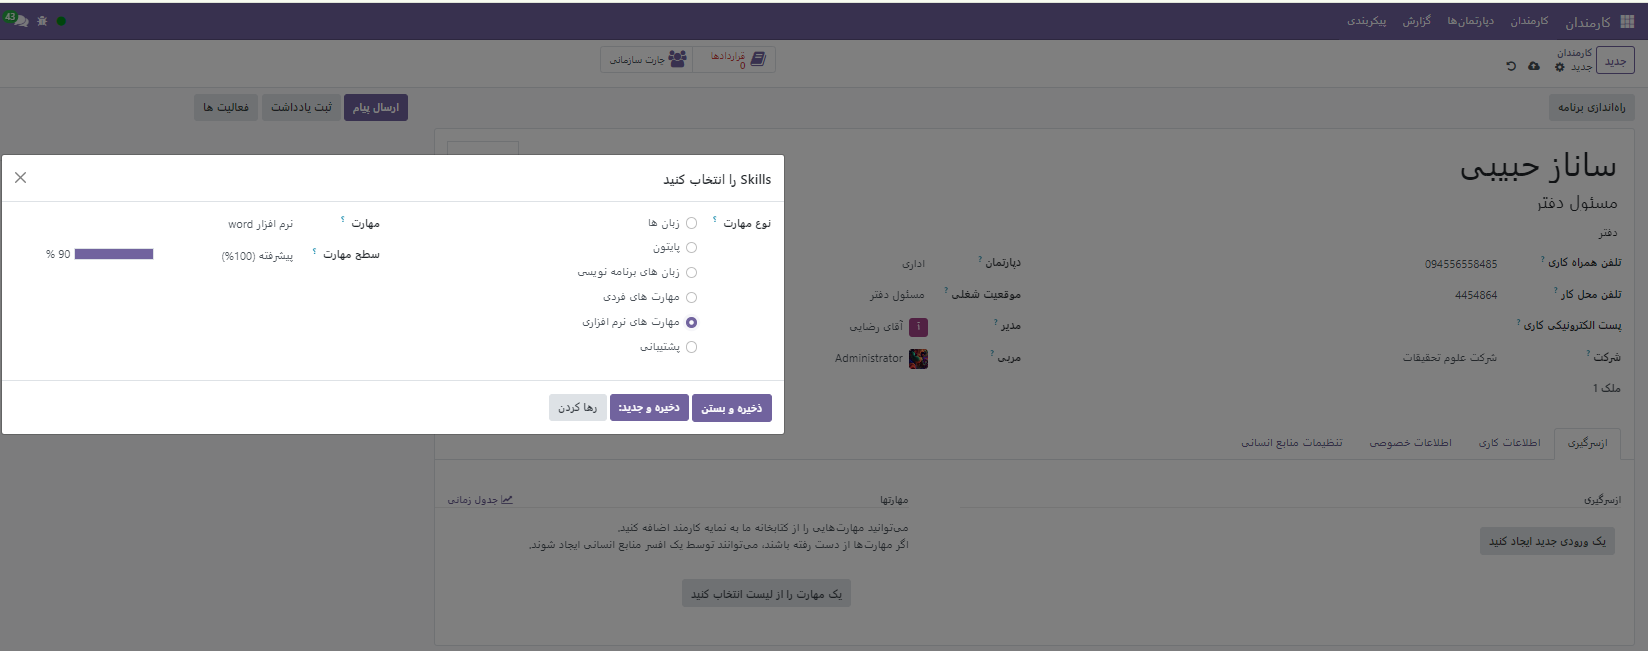 کارمندان
کارمندان
دپارتمان‌ها
گزارش
پیکربندی
43
جدید
کارمندان
جدید
قراردادها
0
چارت سازمانی
راه‌اندازی برنامه
ارسال پیام
ثبت یادداشت
فعالیت ها
ساناز حبیبی
مسئول دفتر
دفتر
تلفن همراه کاری ?
094556558485
تلفن محل کار ?
4454864
پست الکترونیکی کاری ?
شرکت ?
شرکت علوم تحقیقات
ملک 1
دپارتمان ?
اداری
موقعیت شغلی ?
مسئول دفتر
مدیر ?
آ
آقای رضایی
مربی ?
Administrator
Skills را انتخاب کنید
نوع مهارت ؟
زبان ها
پایتون
زبان های برنامه نویسی
مهارت های فردی
مهارت های نرم افزاری
پشتیبانی
مهارت ؟
نرم افزار word
سطح مهارت ؟
پیشرفته (100%)
90 %
ذخیره و بستن
ذخیره و جدید:
رها کردن
ازسرگیری
اطلاعات کاری
اطلاعات خصوصی
تنظیمات منابع انسانی
ازسرگیری
یک ورودی جدید ایجاد کنید
مهارتها
جدول زمانی
می‌توانید مهارت‌هایی را از کتابخانه ما به نمایه کارمند اضافه کنید.
اگر مهارت‌ها از دست رفته باشند، می‌توانند توسط یک افسر منابع انسانی ایجاد شوند.
یک مهارت را از لیست انتخاب کنید